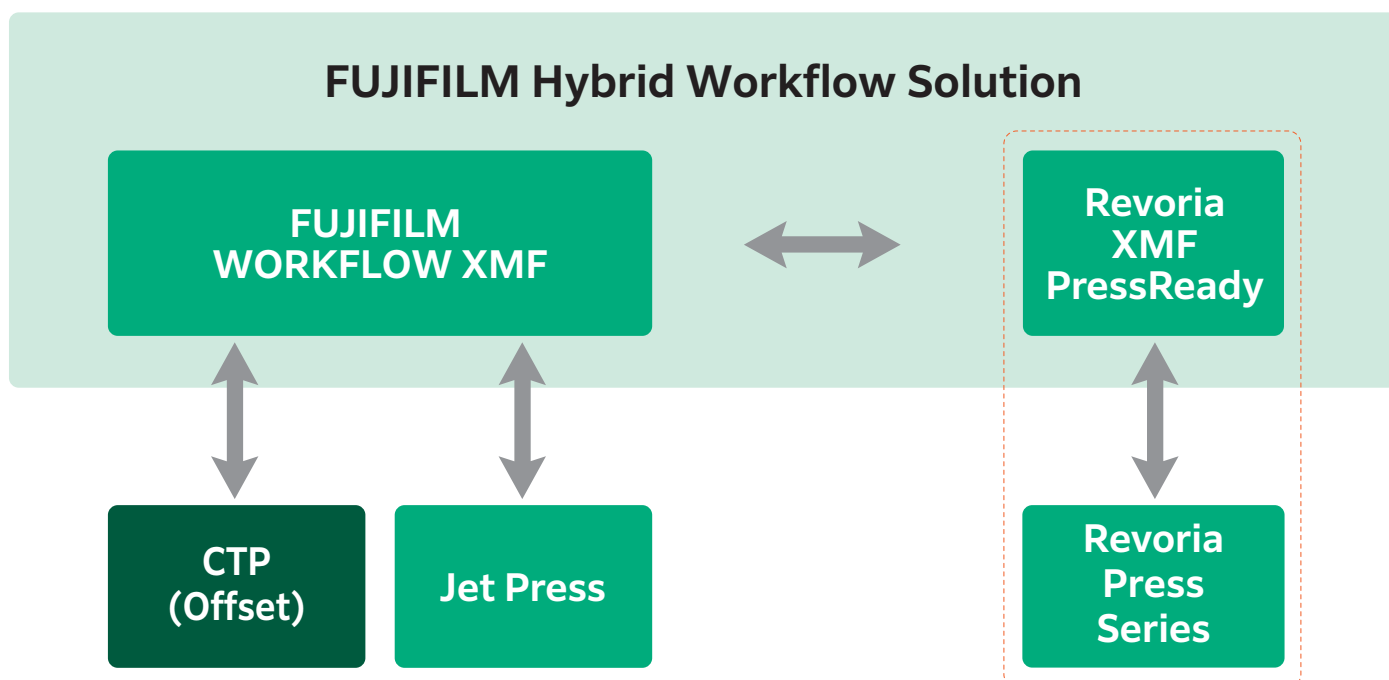 FUJIFILM Hybrid Workflow Solution
FUJIFILM
WORKFLOW XMF
Revoria
XMF
PressReady
CTP
(Offset)
Jet Press
Revoria
Press
Series